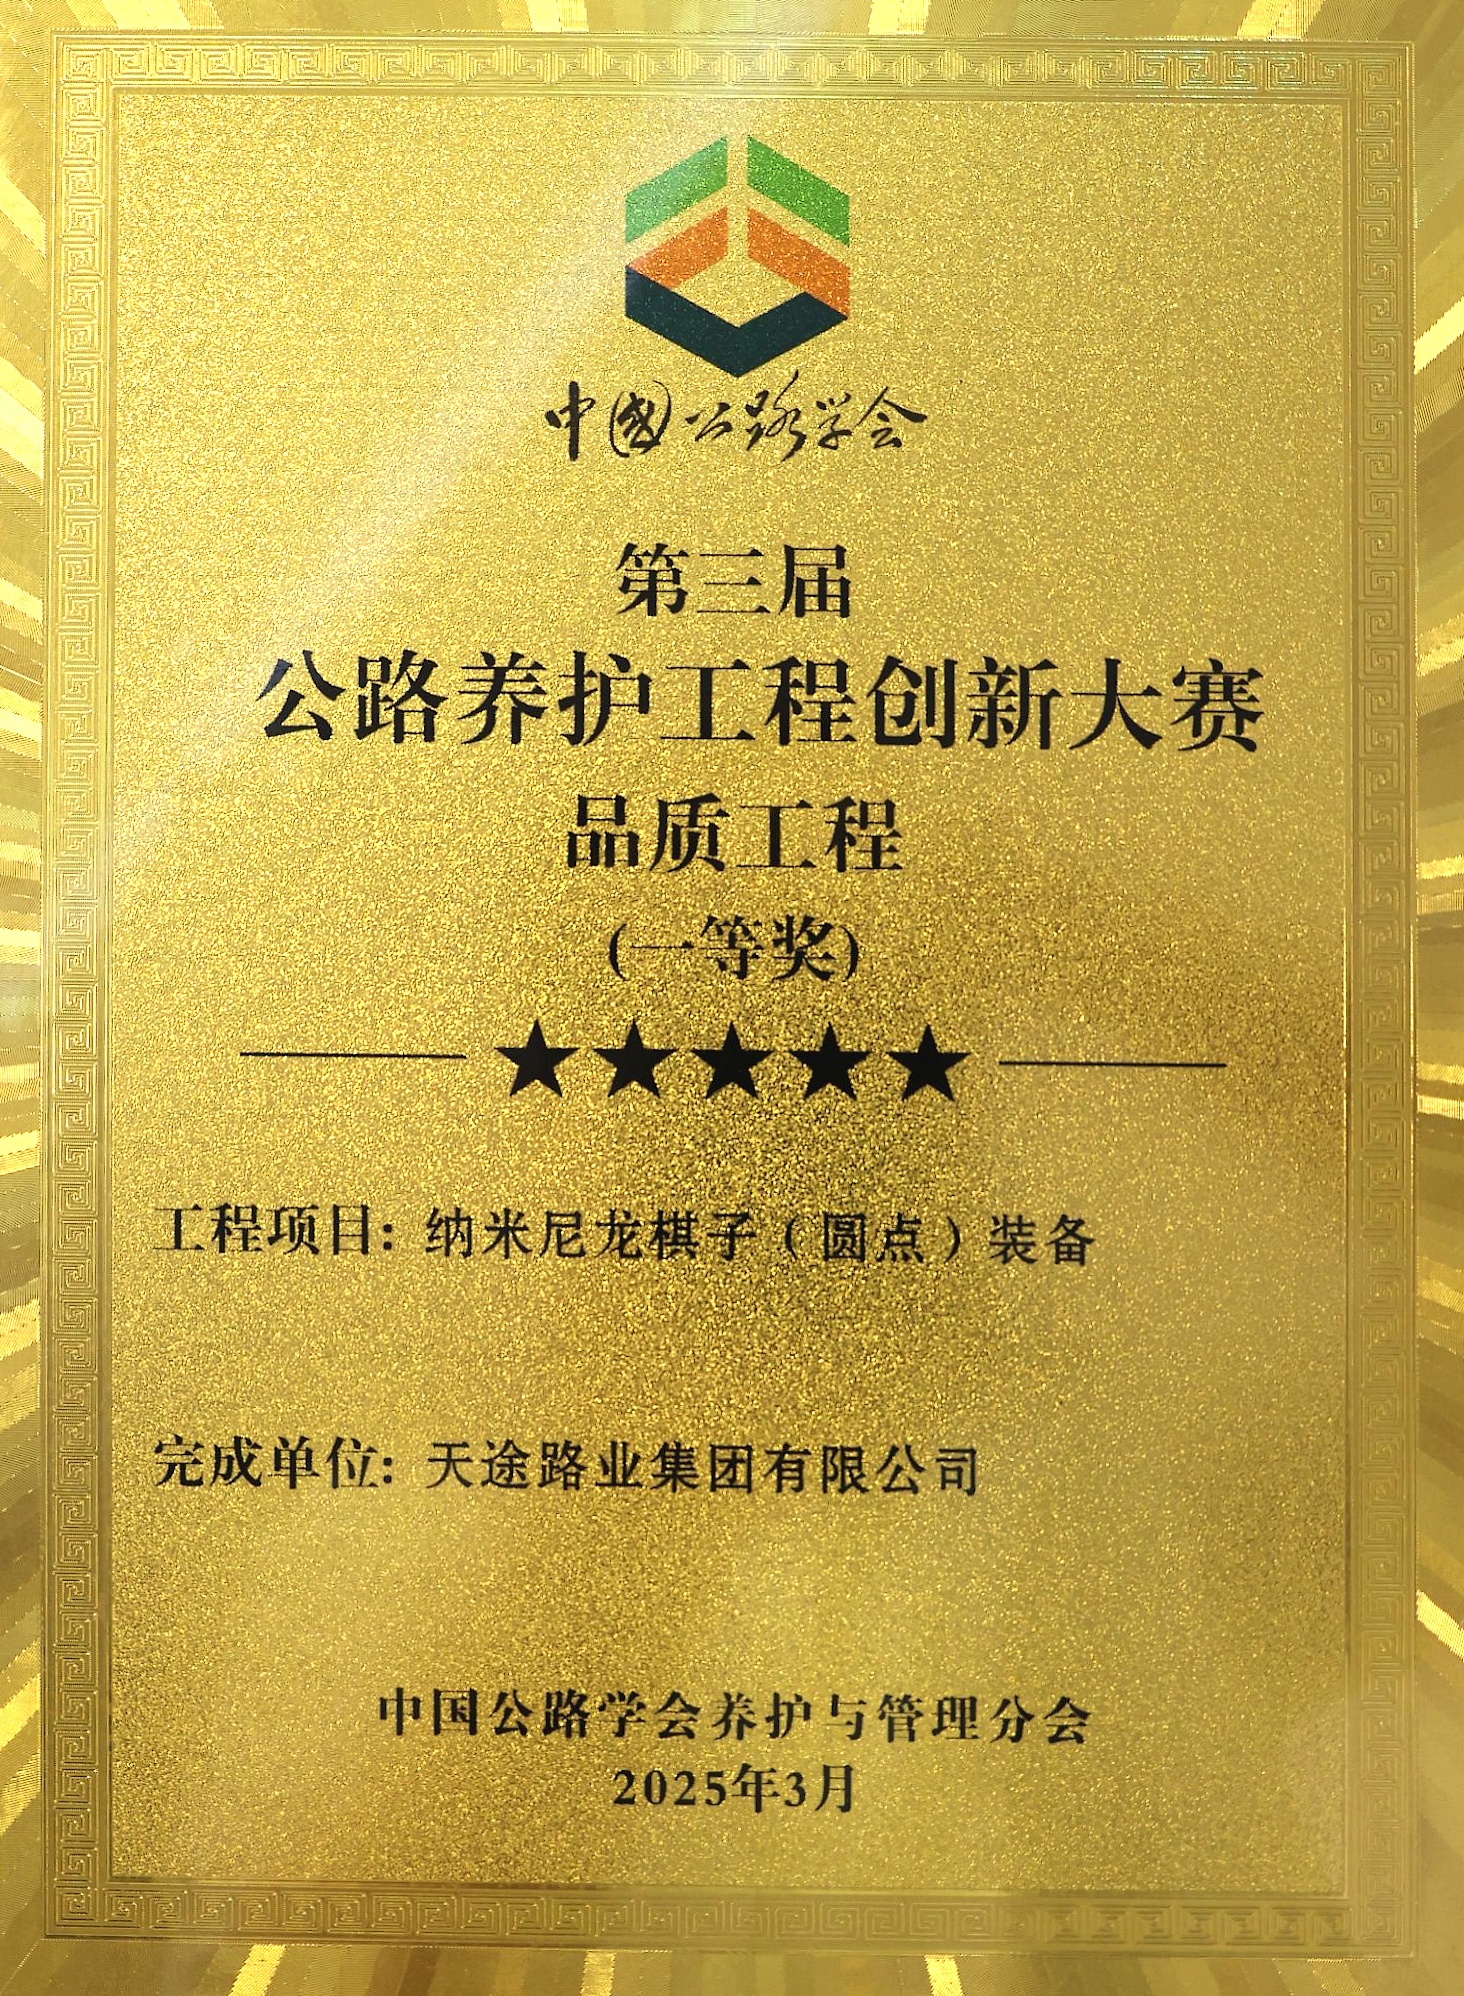 中国公路学会
第三届
公路养护工程创新大赛
品质工程
(一等奖)
工程项目: 纳米尼龙棋子（圆点）装备
完成单位: 天途路业集团有限公司
中国公路学会养护与管理分会
2025年3月